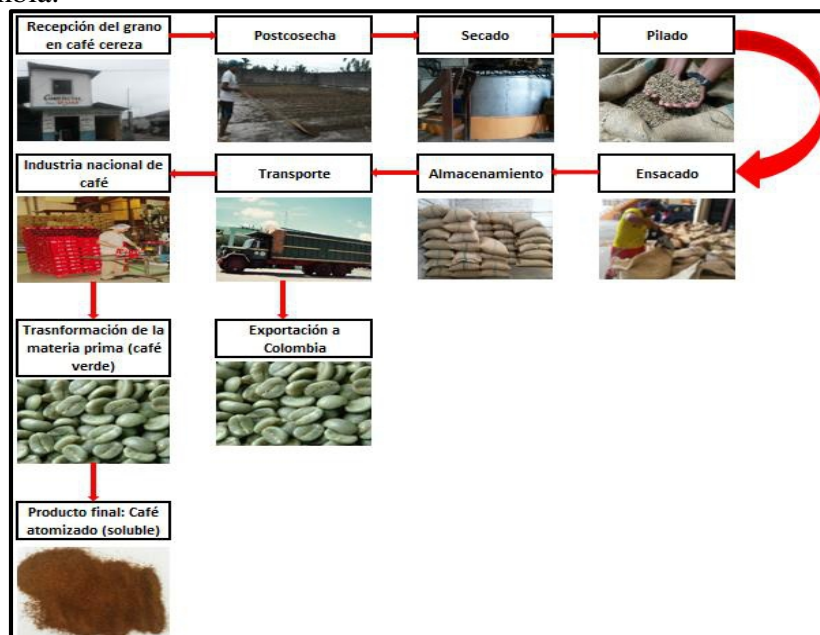 mbia.
Recepción del grano
en café cereza
Postcosecha
Secado
Pilado
Industria nacional de
café
Transporte
Almacenamiento
Ensacado
Trasnformación de la
materia prima (café
verde)
Exportación a
Colombia
Producto final: Café
atomizado (soluble)